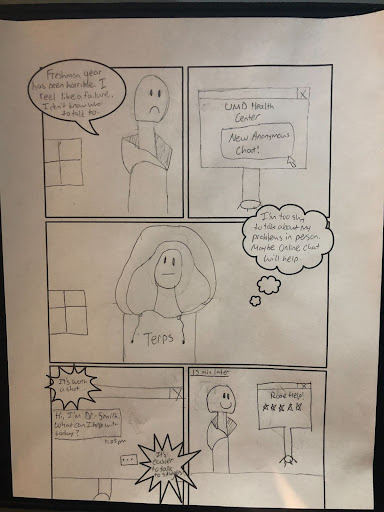 Freshman year
has been horrible. I
feel like a failure.
I don't know who
to talk to.
UMD Health
Center
New Anonymous
Chat!
X
I'm too shy
to talk about my
problems in person.
Maybe Online Chat
will help.
Terps
It's worth
a shot
X
Hi, I'm Dr. Smith.
What can I help with
today?
11:05pm
...
It's
easier
to talk
to
15 min later
X
Rate Help!